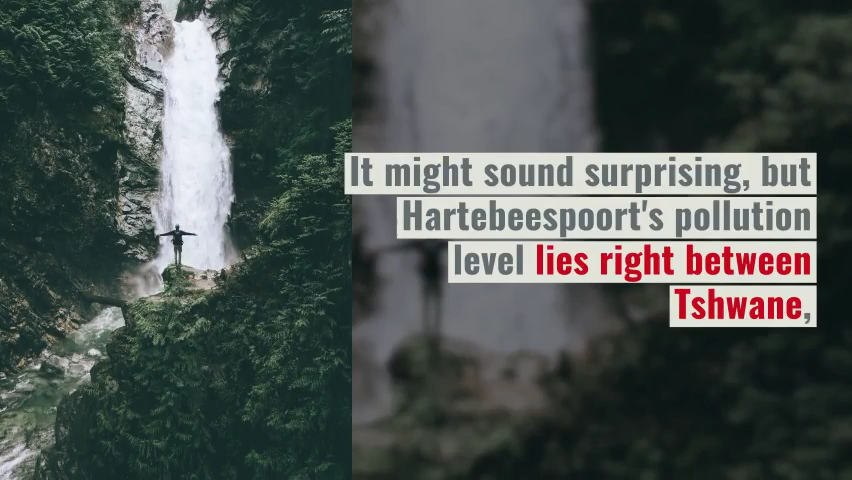 It might sound surprising, but
Hartebeespoort's pollution
level lies right between
Tshwane,